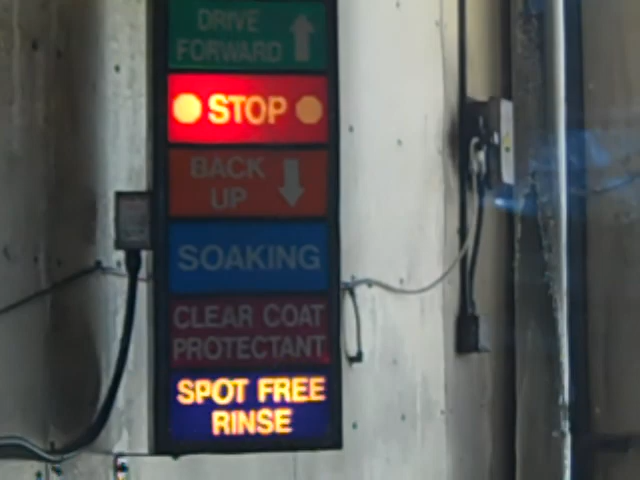 DRIVE
FORWARD
STOP
BACK
UP
SOAKING
CLEAR COAT
PROTECTANT
SPOT FREE
RINSE